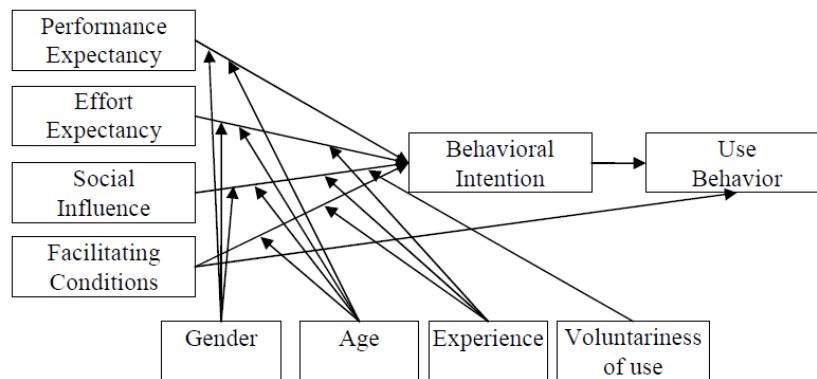 Performance
Expectancy
Effort
Expectancy
Social
Influence
Facilitating
Conditions
Behavioral
Intention
Use
Behavior
Gender
Age
Experience
Voluntariness
of use